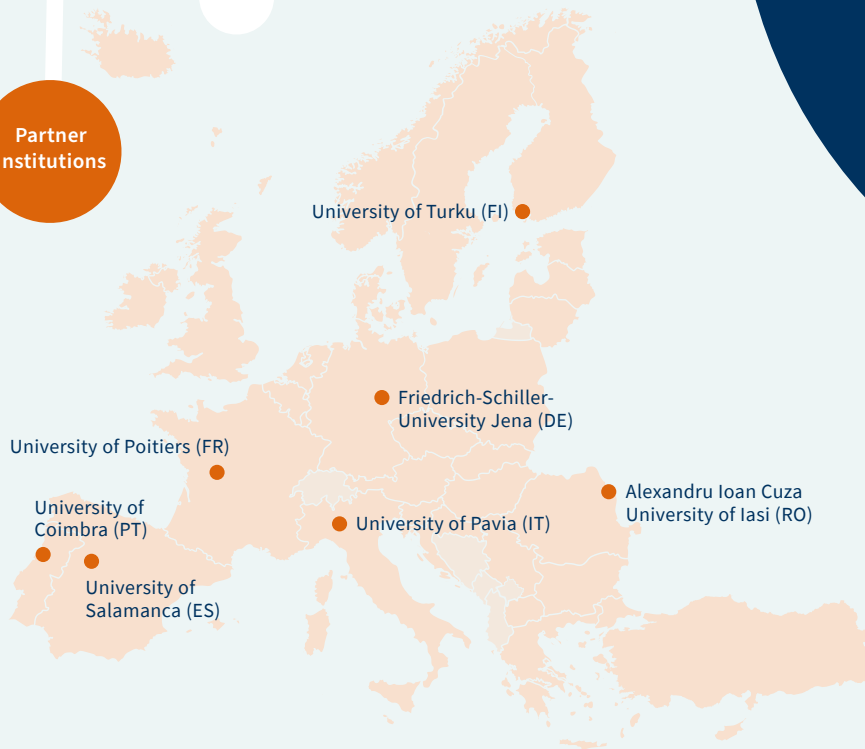 Partner
nstitutions
University of Turku (FI)
Friedrich-Schiller-
University Jena (DE)
University of Poitiers (FR)
Alexandru Ioan Cuza
University of Iasi (RO)
University of
Coimbra (PT)
University of Pavia (IT)
University of
Salamanca (ES)